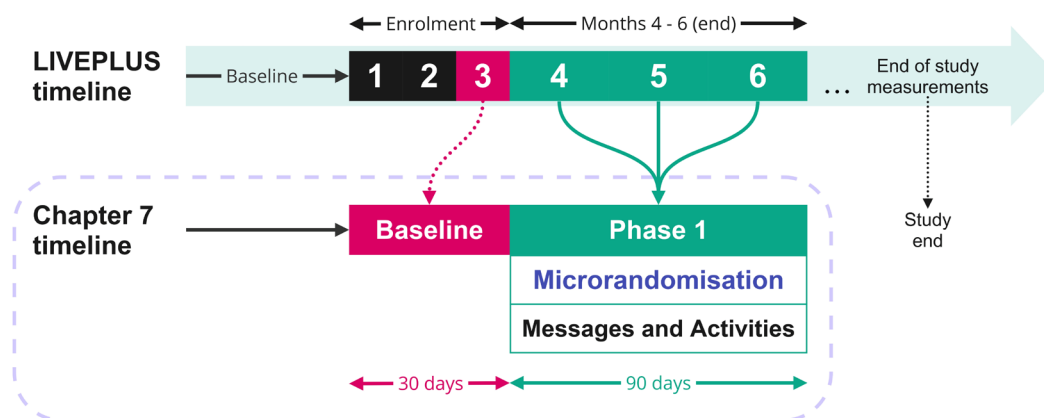 Enrolment
Months 4 - 6 (end)
LIVEPLUS
timeline
Baseline
1 2 3 4 5 6
...
End of study
measurements
Chapter 7
timeline
Baseline
Phase 1
Study
end
Microrandomisation
Messages and Activities
30 days
90 days